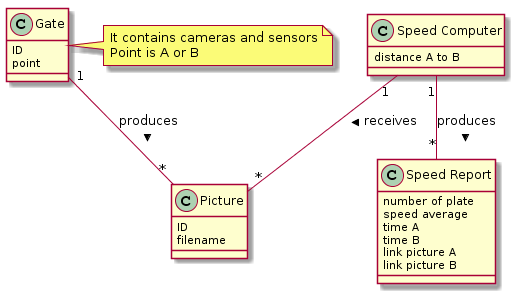 C Gate
ID
point
It contains cameras and sensors
Point is A or B
C Speed Computer
distance A to B
1
produces
*
1
receives
*
1
produces
*
C Picture
ID
filename
C Speed Report
number of plate
speed average
time A
time B
link picture A
link picture B